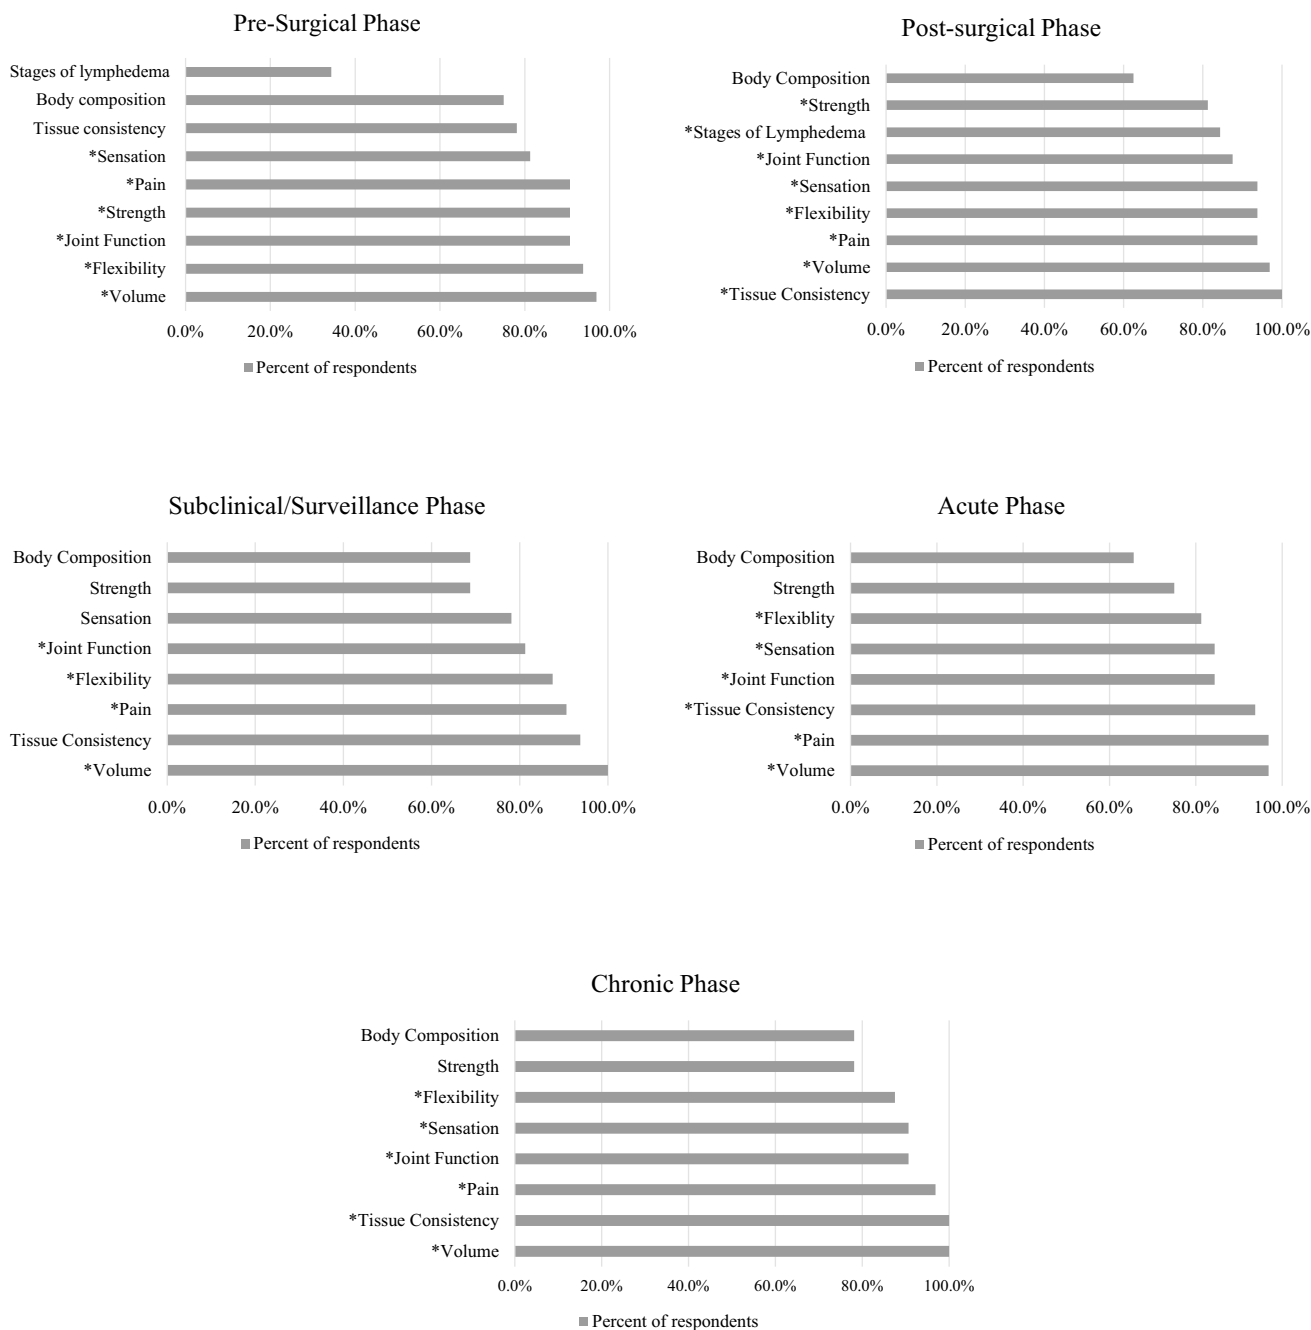 Pre-Surgical Phase
Stages of lymphedema
Body composition
Tissue consistency
*Sensation
*Pain
*Strength
*Joint Function
*Flexibility
*Volume
0.0% 20.0% 40.0% 60.0% 80.0% 100.0%
Percent of respondents
Post-surgical Phase
Body Composition
*Strength
*Stages of Lymphedema
*Joint Function
*Sensation
*Flexibility
*Pain
*Volume
*Tissue Consistency
0.0% 20.0% 40.0% 60.0% 80.0% 100.0%
Percent of respondents
Subclinical/Surveillance Phase
Body Composition
Strength
Sensation
*Joint Function
*Flexibility
*Pain
Tissue Consistency
*Volume
0.0% 20.0% 40.0% 60.0% 80.0% 100.0%
Percent of respondents
Acute Phase
Body Composition
Strength
*Flexiblity
*Sensation
*Joint Function
*Tissue Consistency
*Pain
*Volume
0.0% 20.0% 40.0% 60.0% 80.0% 100.0%
Percent of respondents
Chronic Phase
Body Composition
Strength
*Flexibility
*Sensation
*Joint Function
*Pain
*Tissue Consistency
*Volume
0.0% 20.0% 40.0% 60.0% 80.0% 100.0%
Percent of respondents